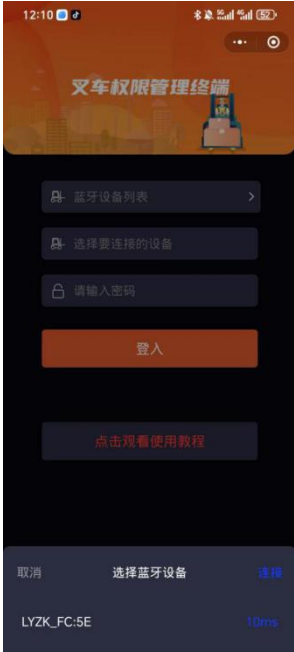 12:10
52
叉车权限管理终端
蓝牙设备列表
选择要连接的设备
请输入密码
登入
点击观看使用教程
取消 选择蓝牙设备 连接
LYZK_FC:5E 10ms